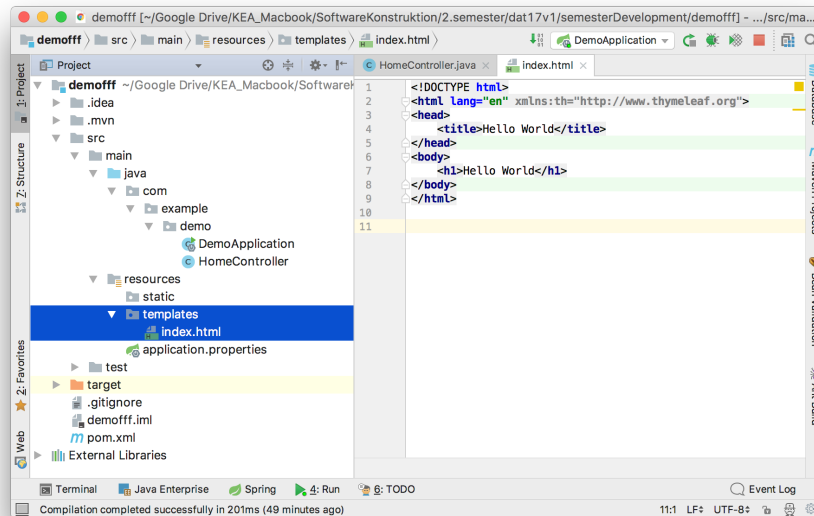 demofff [~/Google Drive/KEA_Macbook/SoftwareKonstruktion/2.semester/dat17v1/semesterDevelopment/demofff] - .../src/ma...
demofff src main resources templates index.html DemoApplication
1: Project
Z: Structure
2: Favorites
Web
Project
demofff ~/Google Drive/KEA_Macbook/Software
.idea
.mvn
src
main
java
com
example
demo
DemoApplication
HomeController
resources
static
templates
index.html
application.properties
test
target
.gitignore
demofff.iml
pom.xml
External Libraries
HomeController.java × index.html ×
1 <!DOCTYPE html>
2 <html lang="en" xmlns:th="http://www.thymeleaf.org">
3 <head>
4 <title>Hello World</title>
5 </head>
6 <body>
7 <h1>Hello World</h1>
8 </body>
9 </html>
10
11
Terminal Java Enterprise Spring 4: Run 6: TODO Event Log
Compilation completed successfully in 201ms (49 minutes ago) 11:1 LF÷ UTF-8÷